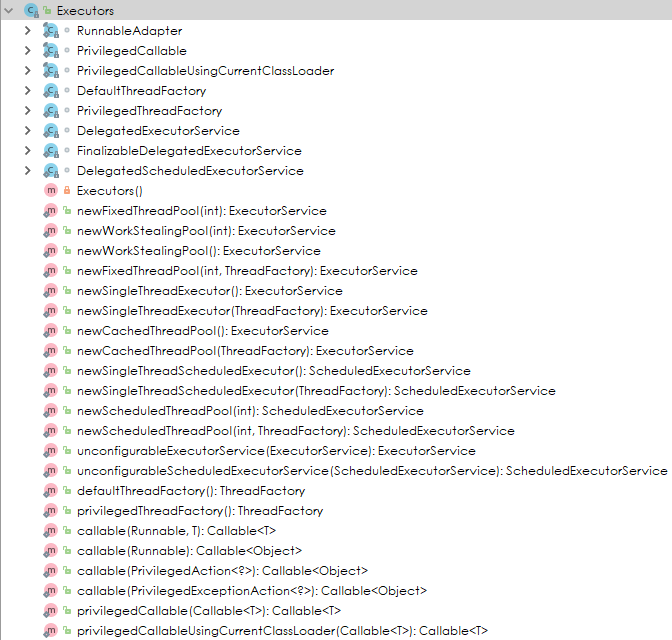 Executors
RunnableAdapter
PrivilegedCallable
PrivilegedCallableUsingCurrentClassLoader
DefaultThreadFactory
PrivilegedThreadFactory
DelegatedExecutorService
FinalizableDelegatedExecutorService
DelegatedScheduledExecutorService
Executors()
newFixedThreadPool(int): ExecutorService
newWorkStealingPool(int): ExecutorService
newWorkStealingPool(): ExecutorService
newFixedThreadPool(int, ThreadFactory): ExecutorService
newSingleThreadExecutor(): ExecutorService
newSingleThreadExecutor(ThreadFactory): ExecutorService
newCachedThreadPool(): ExecutorService
newCachedThreadPool(ThreadFactory): ExecutorService
newSingleThreadScheduledExecutor(): ScheduledExecutorService
newSingleThreadScheduledExecutor(ThreadFactory): ScheduledExecutorService
newScheduledThreadPool(int): ScheduledExecutorService
newScheduledThreadPool(int, ThreadFactory): ScheduledExecutorService
unconfigurableExecutorService(ExecutorService): ExecutorService
unconfigurableScheduledExecutorService(ScheduledExecutorService): ScheduledExecutorService
defaultThreadFactory(): ThreadFactory
privilegedThreadFactory(): ThreadFactory
callable(Runnable, T): Callable<T>
callable(Runnable): Callable<Object>
callable(PrivilegedAction<?>): Callable<Object>
callable(PrivilegedExceptionAction<?>): Callable<Object>
privilegedCallable(Callable<T>): Callable<T>
privilegedCallableUsingCurrentClassLoader(Callable<T>): Callable<T>